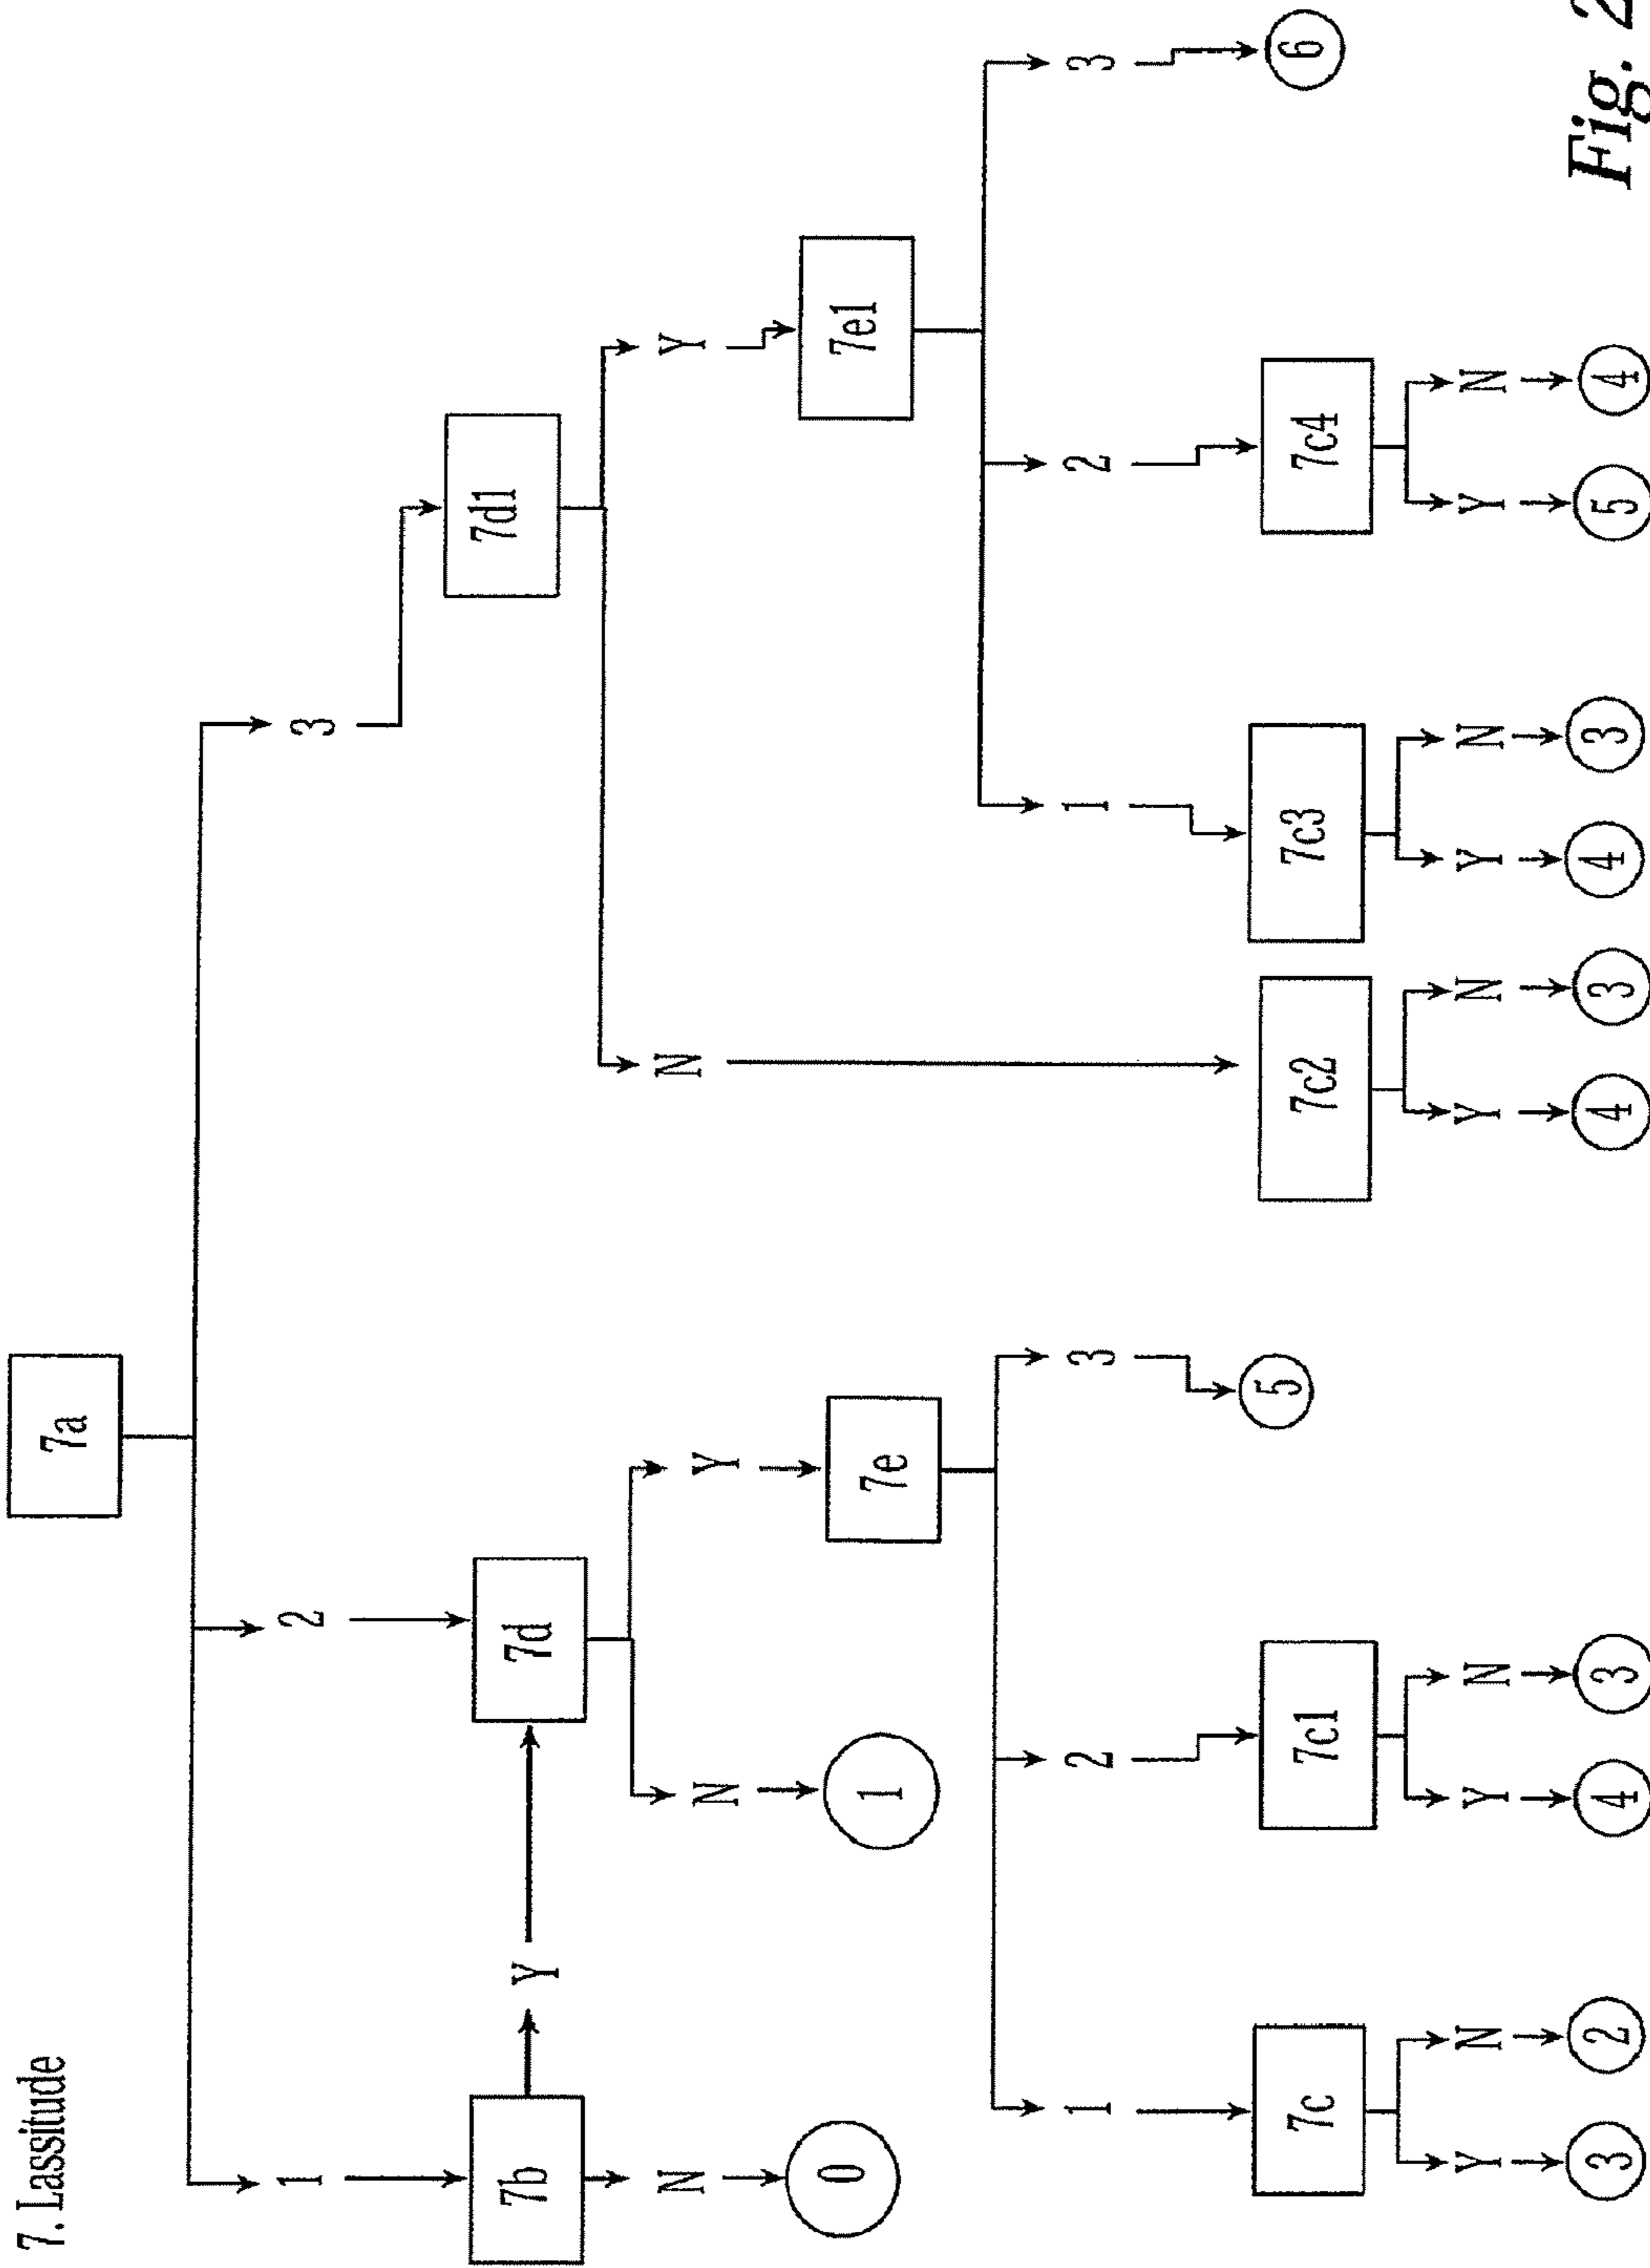 7. Lassitude
7a
1 2 3
7b Y 7d 7d1
N N Y N Y
0 1 7e 7e1
1 2 3 1 2 3
7c 7c1 5 7c2 7c3 7c4 6
Y N Y N Y N Y N Y N
3 2 4 3 4 3 4 3 5 4
Fig. 2